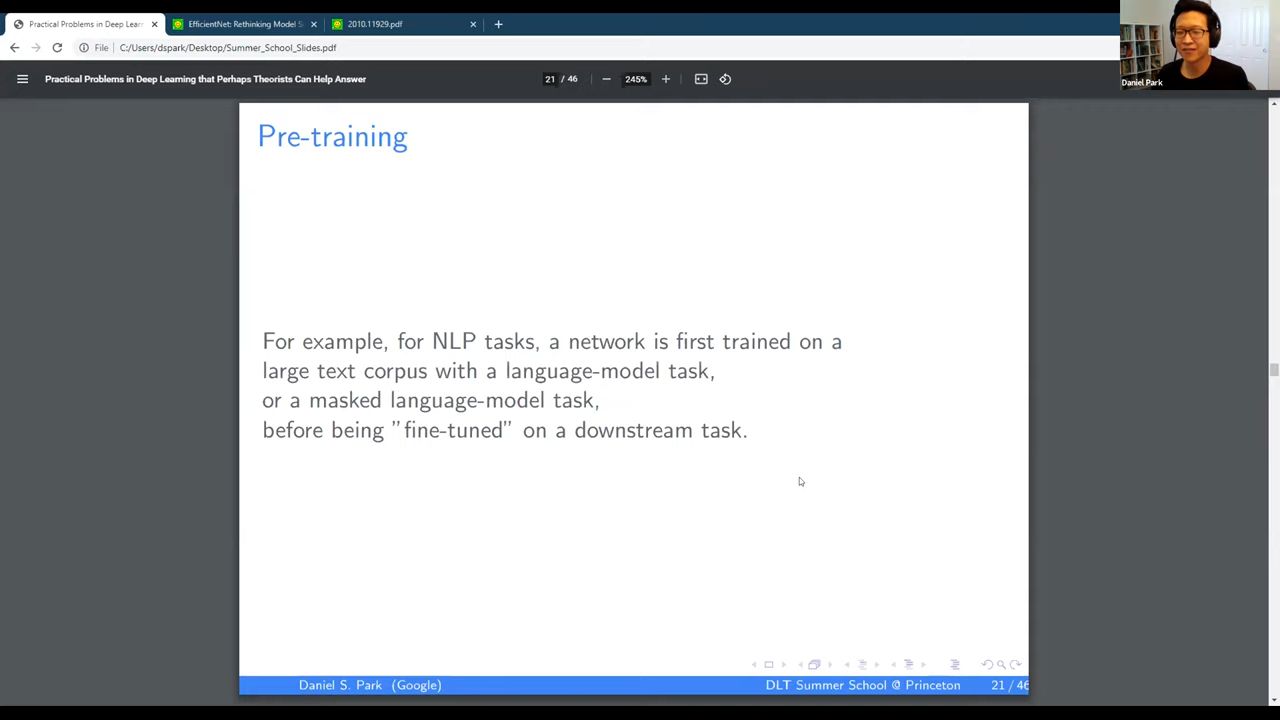 Practical Problems in Deep Lear
EfficientNet: Rethinking Model S
2010.11929.pdf
File
C:/Users/dspark/Desktop/Summer_School_Slides.pdf
Practical Problems in Deep Learning that Perhaps Theorists Can Help Answer
21 / 46
245%
Daniel Park
Pre-training
For example, for NLP tasks, a network is first trained on a
large text corpus with a language-model task,
or a masked language-model task,
before being "fine-tuned" on a downstream task.
Daniel S. Park (Google)
DLT Summer School @ Princeton
21 / 46